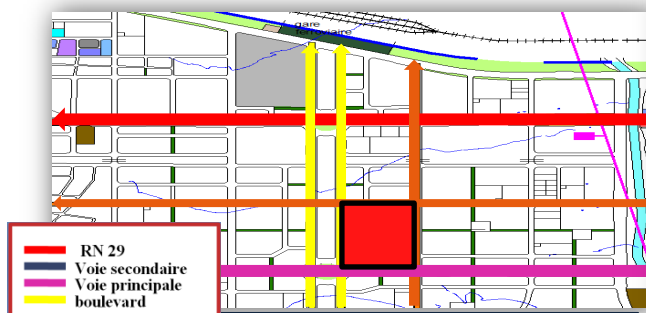 gare
ferroviaire
RN 29
Voie secondaire
Voie principale
boulevard